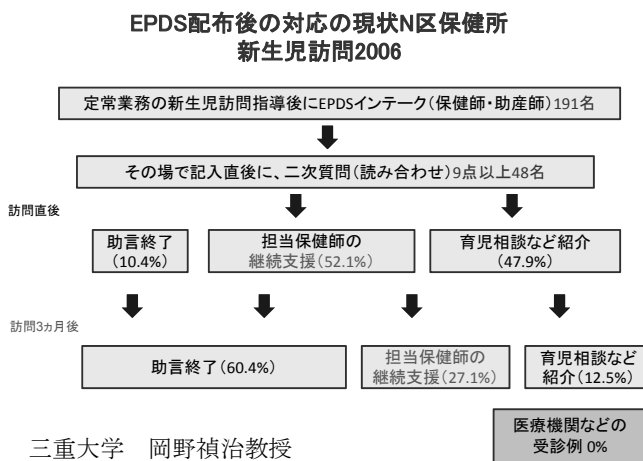 EPDS配布後の対応の現状N区保健所
新生児訪問2006
定常業務の新生児訪問指導後にEPDSインテーク(保健師・助産師)191名
その場で記入直後に、二次質問(読み合わせ)9点以上48名
訪問直後
助言終了
(10.4%)
担当保健師の
継続支援(52.1%)
育児相談など紹介
(47.9%)
訪問3ヵ月後
助言終了(60.4%)
担当保健師の
継続支援(27.1%)
育児相談など
紹介(12.5%)
医療機関などの
受診例 0%
三重大学 岡野禎治教授